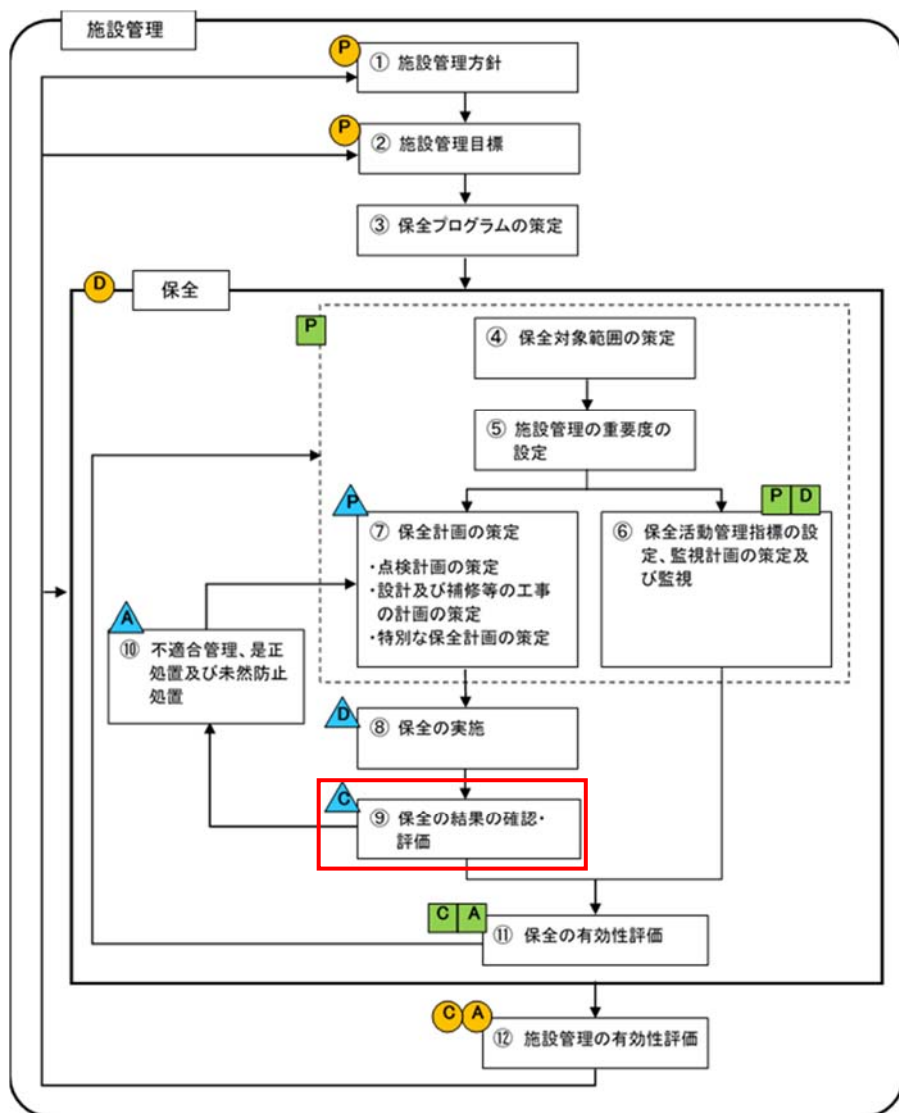 施設管理
P
① 施設管理方針
P
② 施設管理目標
③ 保全プログラムの策定
D
保全
P
④ 保全対象範囲の策定
⑤ 施設管理の重要度の
設定
P
⑦ 保全計画の策定
・点検計画の策定
・設計及び補修等の工事
の計画の策定
・特別な保全計画の策定
P D
⑥ 保全活動管理指標の設
定、監視計画の策定及
び監視
A
⑩ 不適合管理、是正
処置及び未然防止
処置
D
⑧ 保全の実施
C
⑨ 保全の結果の確認・
評価
C A
⑪ 保全の有効性評価
C A
⑫ 施設管理の有効性評価